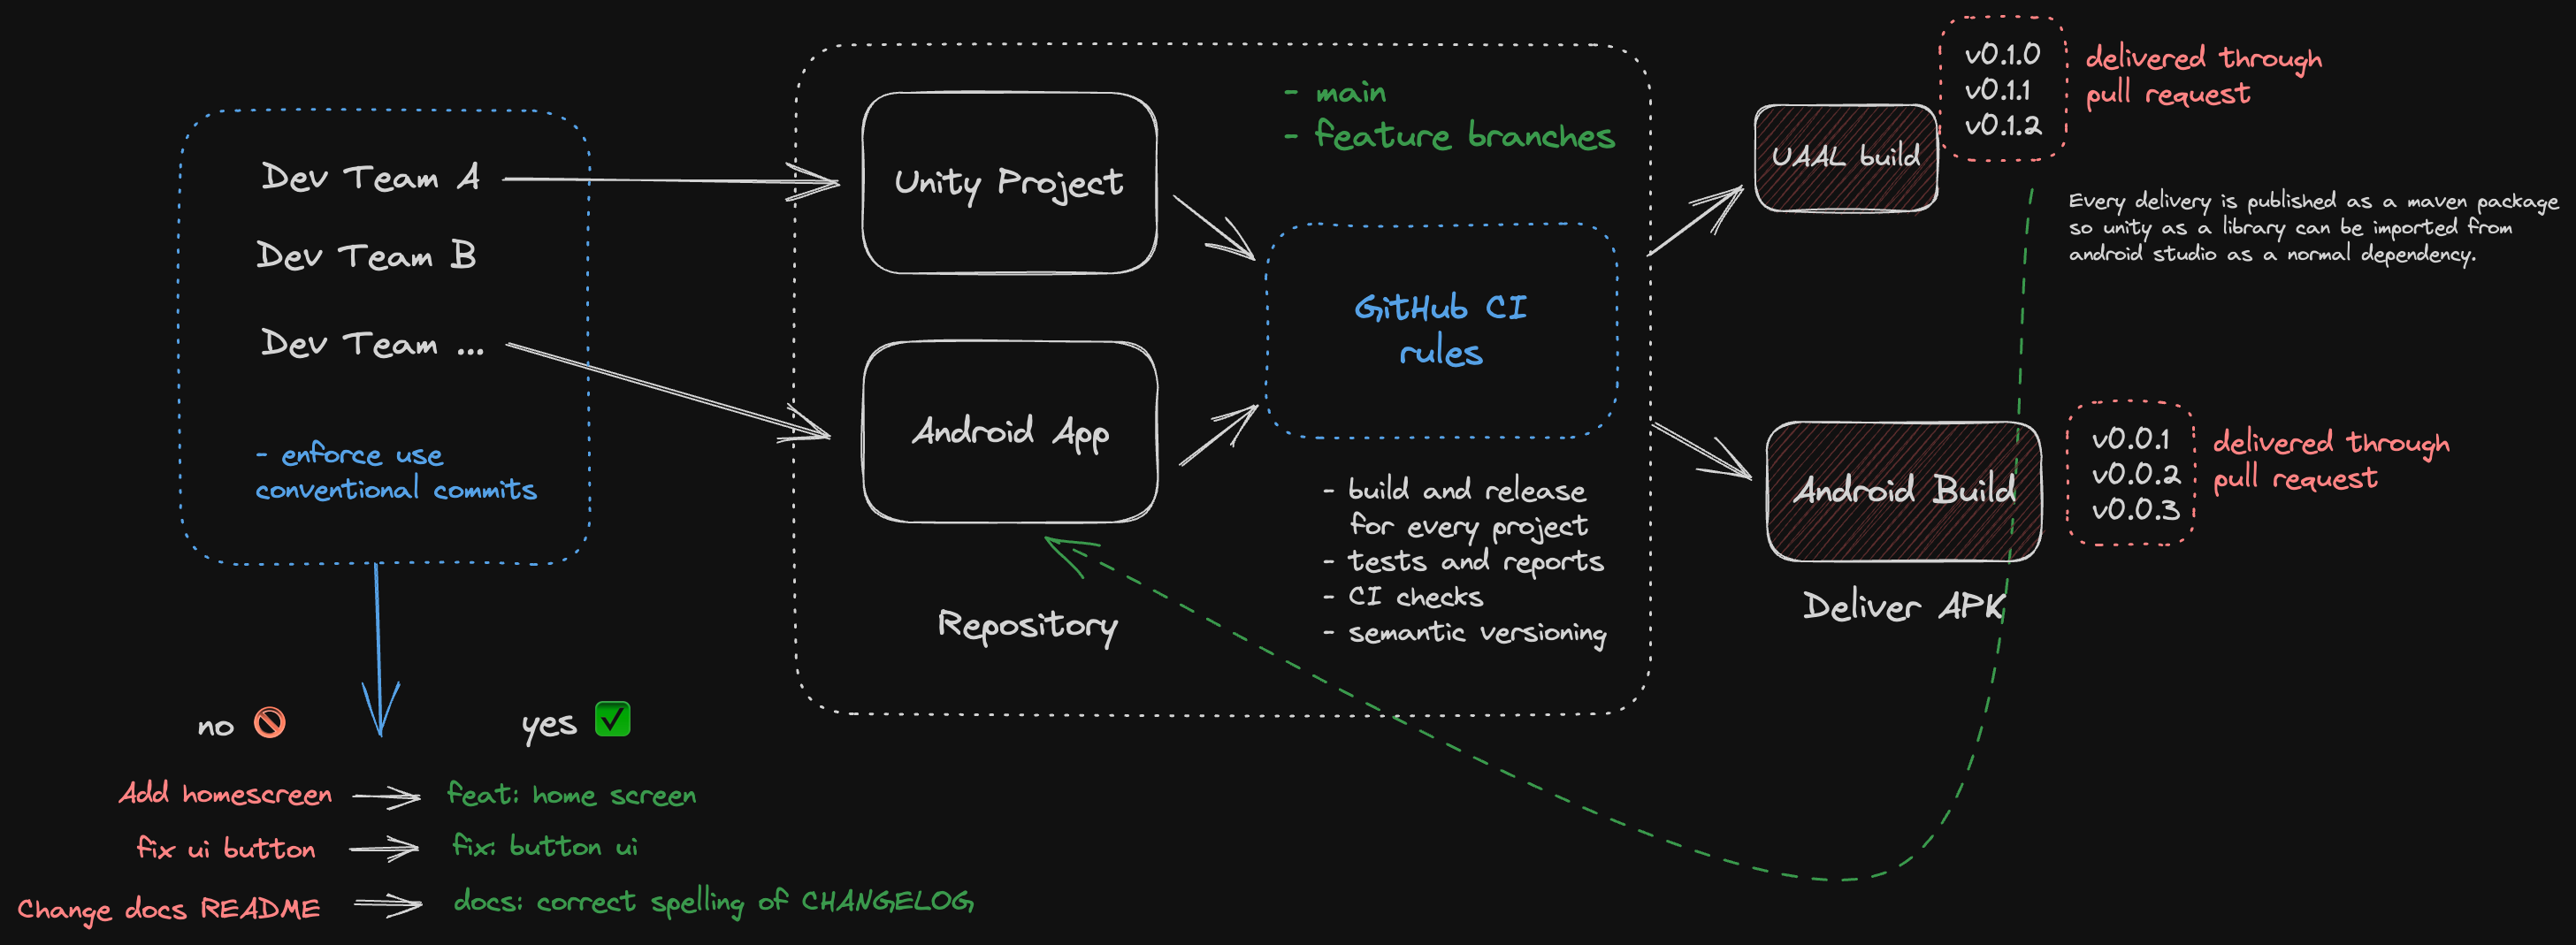 Dev Team A
Dev Team B
Dev Team ...
- enforce use
conventional commits
no
yes
Add homescreen
feat: home screen
fix ui button
fix: button ui
Change docs README
docs: correct spelling of CHANGELOG
Unity Project
Android App
Repository
- main
- feature branches
GitHub CI
rules
- build and release
for every project
- tests and reports
- CI checks
- semantic versioning
UAAL build
v0.1.0
v0.1.1
v0.1.2
delivered through
pull request
Every delivery is published as a maven package
so unity as a library can be imported from
android studio as a normal dependency.
Android Build
Deliver APK
v0.0.1
v0.0.2
v0.0.3
delivered through
pull request